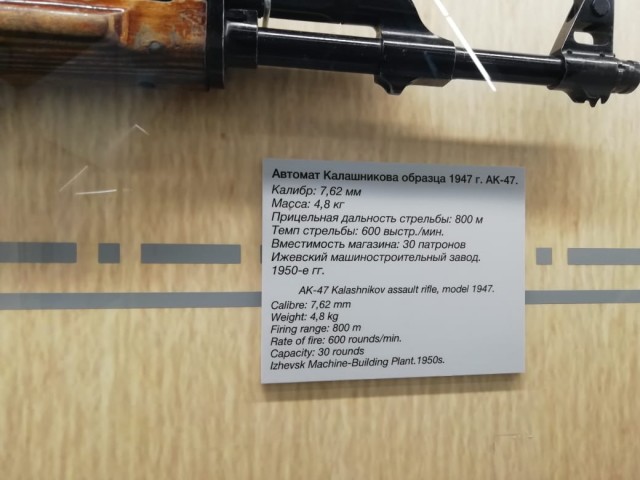 Автомат Калашникова образца 1947 г. АК-47.
Калибр: 7,62 мм
Масса: 4,8 кг
Прицельная дальность стрельбы: 800 м
Темп стрельбы: 600 выстр./мин.
Вместимость магазина: 30 патронов
Ижевский машиностроительный завод.
1950-е гг.
AK-47 Kalashnikov assault rifle, model 1947.
Calibre: 7,62 mm
Weight: 4,8 kg
Firing range: 800 m
Rate of fire: 600 rounds/min.
Capacity: 30 rounds
Izhevsk Machine-Building Plant.1950s.